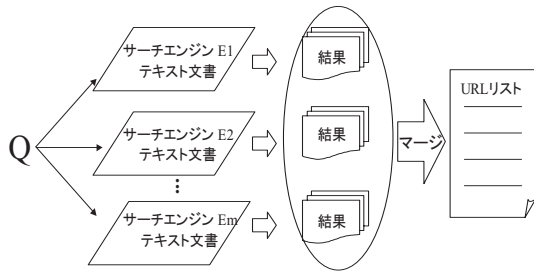 Q
サーチエンジン E1
テキスト文書
結果
サーチエンジン E2
テキスト文書
結果
サーチエンジン Em
テキスト文書
結果
マージ
URLリスト